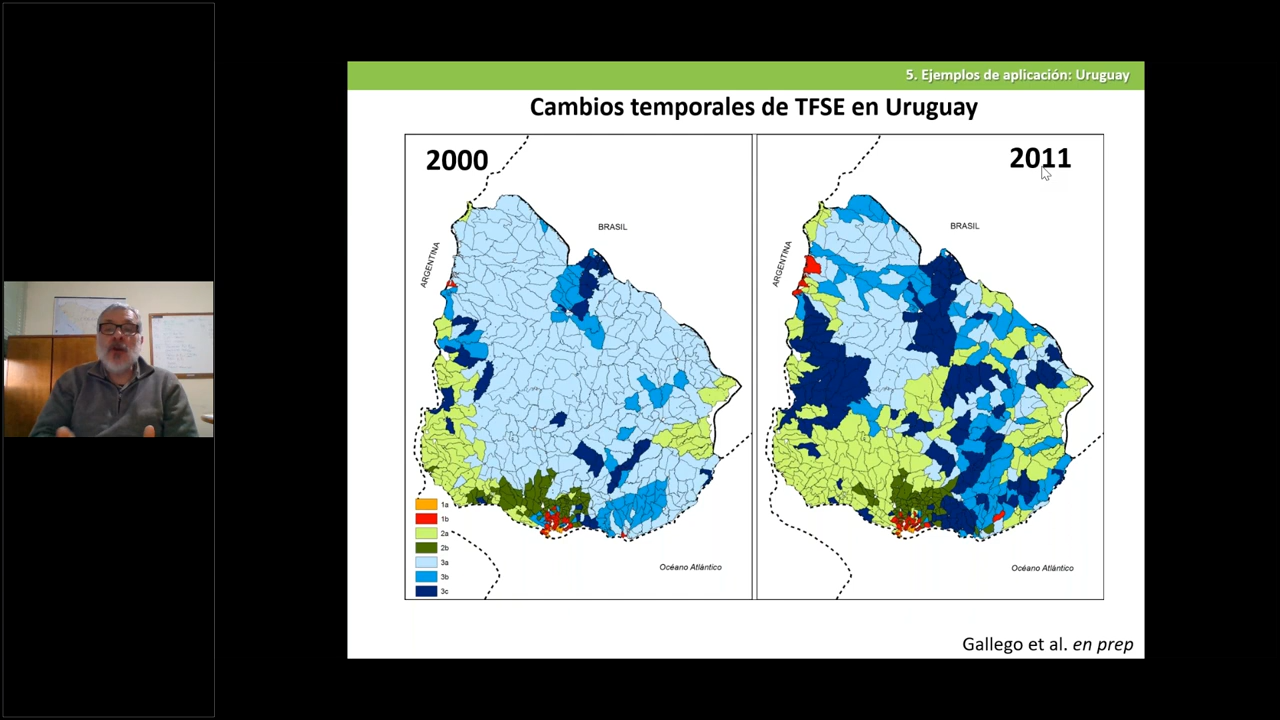 5. Ejemplos de aplicación: Uruguay
Cambios temporales de TFSE en Uruguay
2000
2011
BRASIL
BRASIL
ARGENTINA
ARGENTINA
1a
1b
2a
2b
3a
3b
3c
Océano Atlántico
Océano Atlántico
Gallego et al. en prep